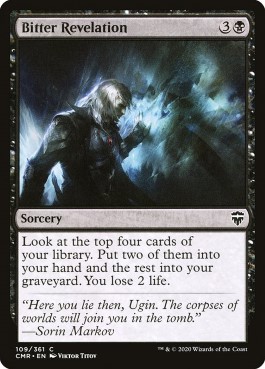 Bitter Revelation 3
Sorcery
Look at the top four cards of
your library. Put two of them into
your hand and the rest into your
graveyard. You lose 2 life.
"Here you lie then, Ugin. The corpses of
worlds will join you in the tomb."
—Sorin Markov
109/361 C
CMR • EN Viktor Titov ™ & © 2020 Wizards of the Coast